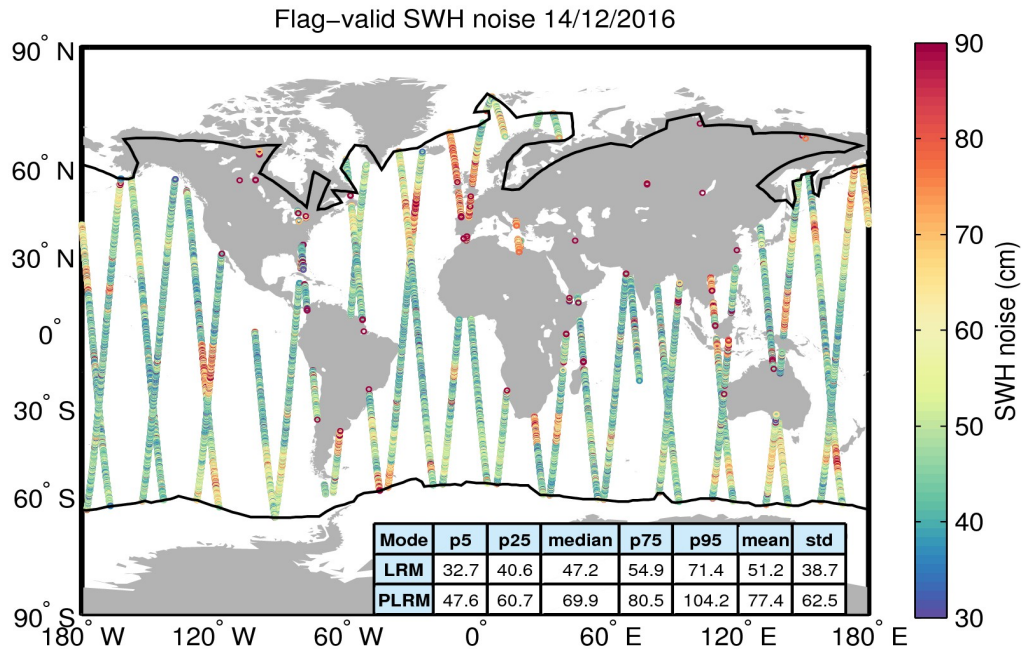 Flag−valid SWH noise 14/12/2016
90° N
60° N
30° N
0°
30° S
60° S
90° S
180° W
120° W
60° W
0°
60° E
120° E
180° E
90
80
70
60
50
40
30
SWH noise (cm)
Mode p5 p25 median p75 p95 mean std
LRM 32.7 40.6 47.2 54.9 71.4 51.2 38.7
PLRM 47.6 60.7 69.9 80.5 104.2 77.4 62.5